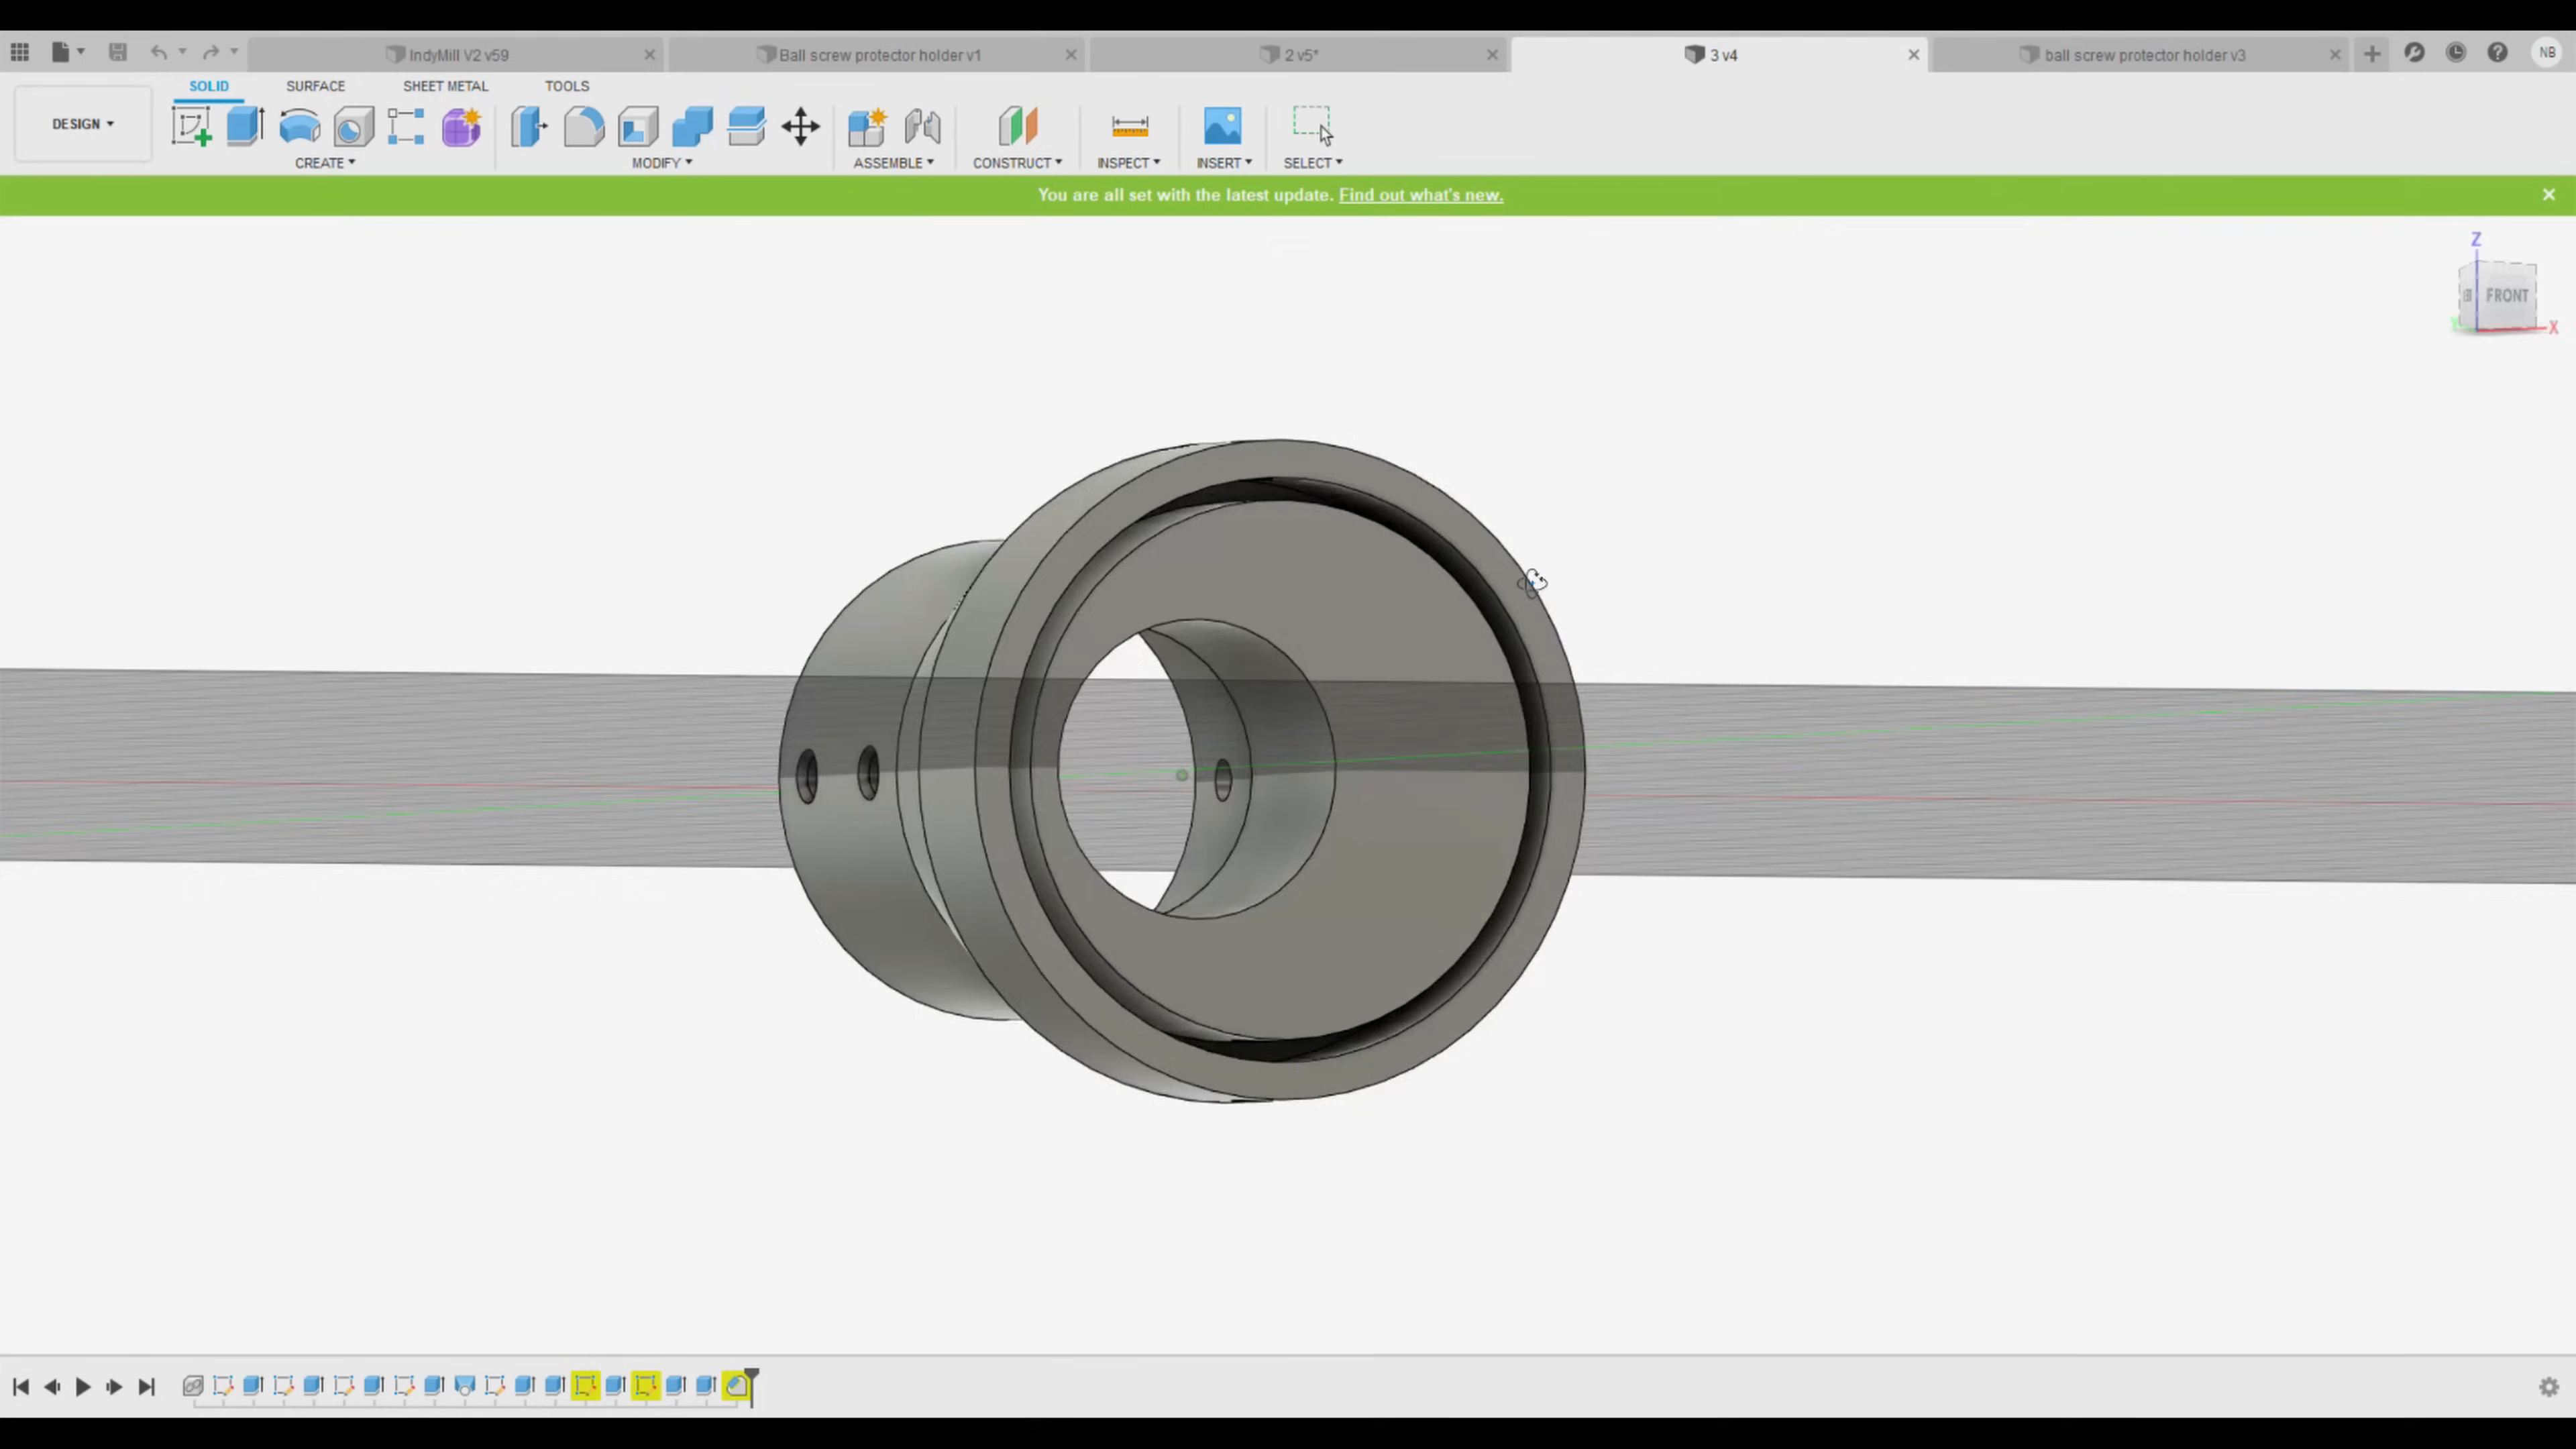 IndyMill V2 v59
Ball screw protector holder v1
2 v5*
3 v4
ball screw protector holder v3
NB
SOLID
SURFACE
SHEET METAL
TOOLS
DESIGN
CREATE
MODIFY
ASSEMBLE
CONSTRUCT
INSPECT
INSERT
SELECT
You are all set with the latest update. Find out what's new.
Z
FRONT
X